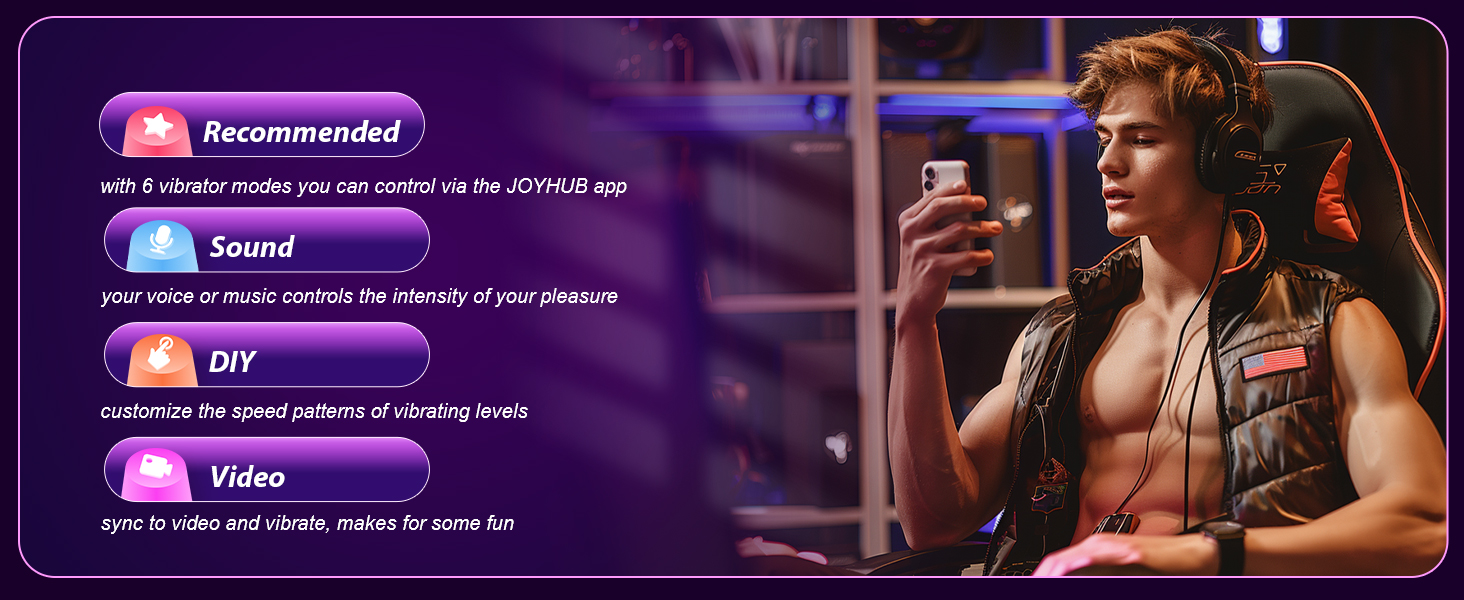 Recommended
with 6 vibrator modes you can control via the JOYHUB app
Sound
your voice or music controls the intensity of your pleasure
DIY
customize the speed patterns of vibrating levels
Video
sync to video and vibrate, makes for some fun